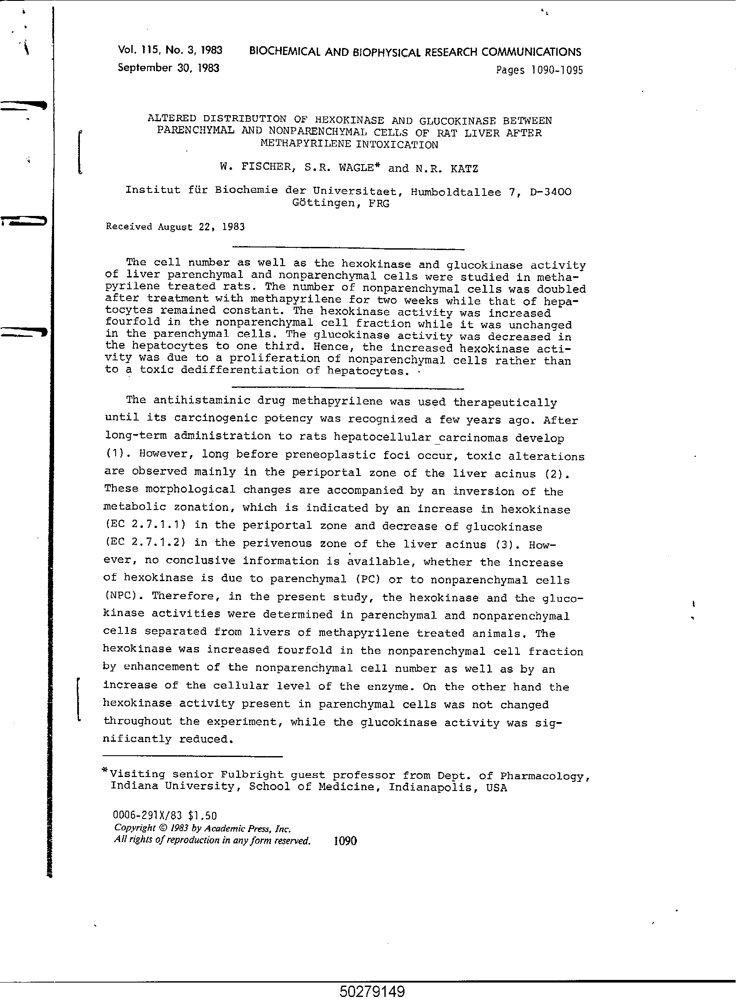 Vol. 115, No. 3, 1983 BIOCHEMICAL AND BIOPHYSICAL RESEARCH COMMUNICATIONS
September 30, 1983 Pages 1090-1095
ALTERED DISTRIBUTION OF HEXOKINASE AND GLUCOKINASE BETWEEN
PARENCHYMAL AND NONPARENCHYMAL CELLS OF RAT LIVER AFTER
METHAPYRILENE INTOXICATION
W. FISCHER, S.R. WAGLE* and N.R. KATZ
Institut für Biochemie der Universitaet, Humboldtallee 7, D-3400
Göttingen, FRG
Received August 22, 1983
The cell number as well as the hexokinase and glucokinase activity
of liver parenchymal and nonparenchymal cells were studied in metha-
pyrilene treated rats. The number of nonparenchymal cells was doubled
after treatment with methapyrilene for two weeks while that of hepa-
tocytes remained constant. The hexokinase activity was increased
fourfold in the nonparenchymal cell fraction while it was unchanged
in the parenchymal cells. The glucokinase activity was decreased in
the hepatocytes to one third. Hence, the increased hexokinase acti-
vity was due to a proliferation of nonparenchymal cells rather than
to a toxic dedifferentiation of hepatocytes.
The antihistaminic drug methapyrilene was used therapeutically
until its carcinogenic potency was recognized a few years ago. After
long-term administration to rats hepatocellular carcinomas develop
(1). However, long before preneoplastic foci occur, toxic alterations
are observed mainly in the periportal zone of the liver acinus (2).
These morphological changes are accompanied by an inversion of the
metabolic zonation, which is indicated by an increase in hexokinase
(EC 2.7.1.1) in the periportal zone and decrease of glucokinase
(EC 2.7.1.2) in the perivenous zone of the liver acinus (3). How-
ever, no conclusive information is available, whether the increase
of hexokinase is due to parenchymal (PC) or to nonparenchymal cells
(NPC). Therefore, in the present study, the hexokinase and the gluco-
kinase activities were determined in parenchymal and nonparenchymal
cells separated from livers of methapyrilene treated animals. The
hexokinase was increased fourfold in the nonparenchymal cell fraction
by enhancement of the nonparenchymal cell number as well as by an
increase of the cellular level of the enzyme. On the other hand the
hexokinase activity present in parenchymal cells was not changed
throughout the experiment, while the glucokinase activity was sig-
nificantly reduced.
*Visiting senior Fulbright guest professor from Dept. of Pharmacology,
Indiana University, School of Medicine, Indianapolis, USA
0006-291X/83 $1.50
Copyright © 1983 by Academic Press, Inc.
All rights of reproduction in any form reserved. 1090
50279149